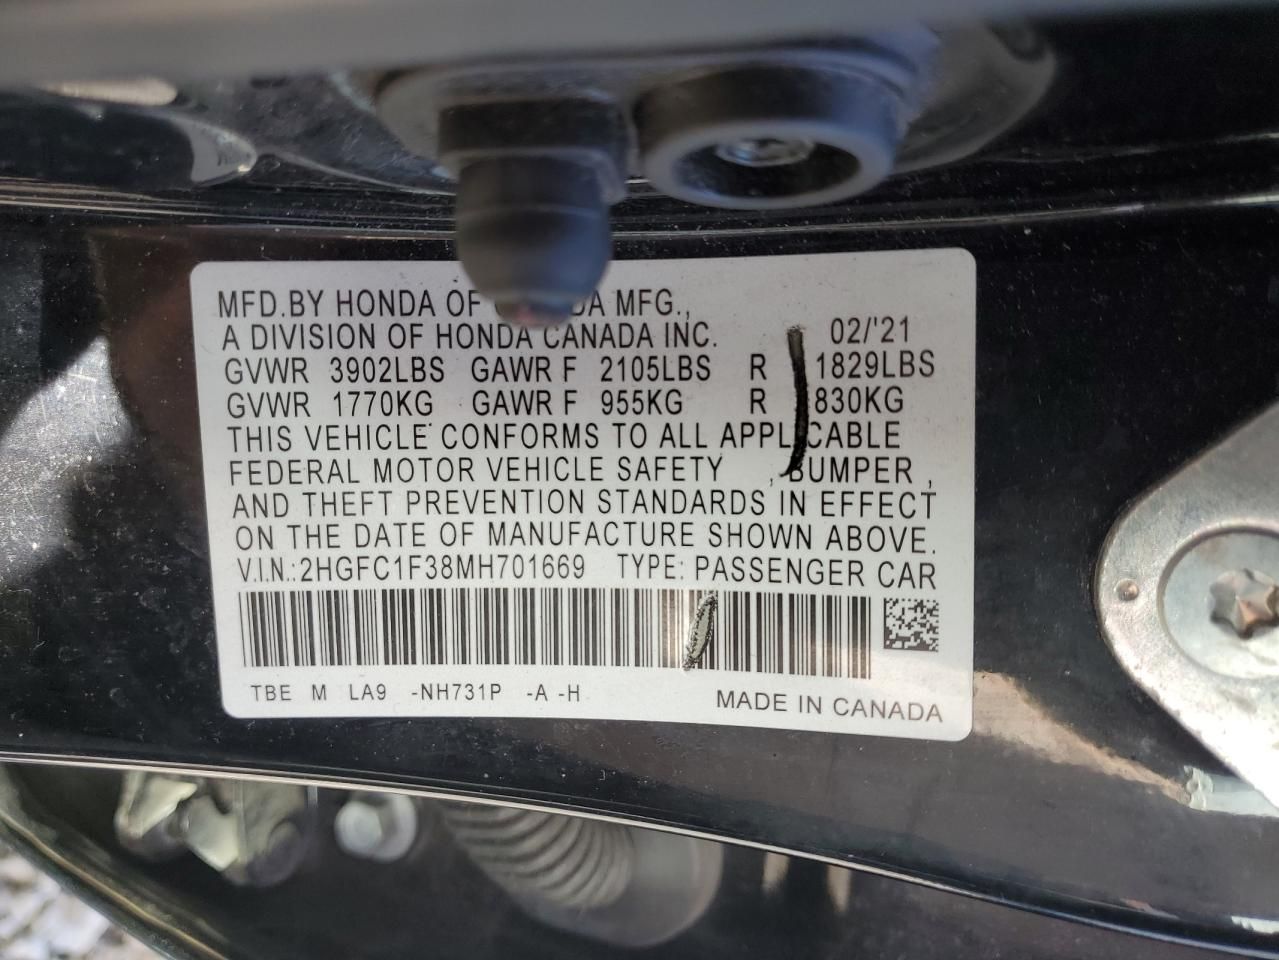 MFD.BY HONDA OF MFG.,
A DIVISION OF HONDA CANADA INC. 02/'21
GVWR 3902LBS GAWR F 2105LBS R 1829LBS
GVWR 1770KG GAWR F 955KG R 830KG
THIS VEHICLE CONFORMS TO ALL APPLICABLE
FEDERAL MOTOR VEHICLE SAFETY , BUMPER ,
AND THEFT PREVENTION STANDARDS IN EFFECT
ON THE DATE OF MANUFACTURE SHOWN ABOVE.
V.I.N.:2HGFC1F38MH701669 TYPE: PASSENGER CAR
TBE M LA9 -NH731P -A -H MADE IN CANADA